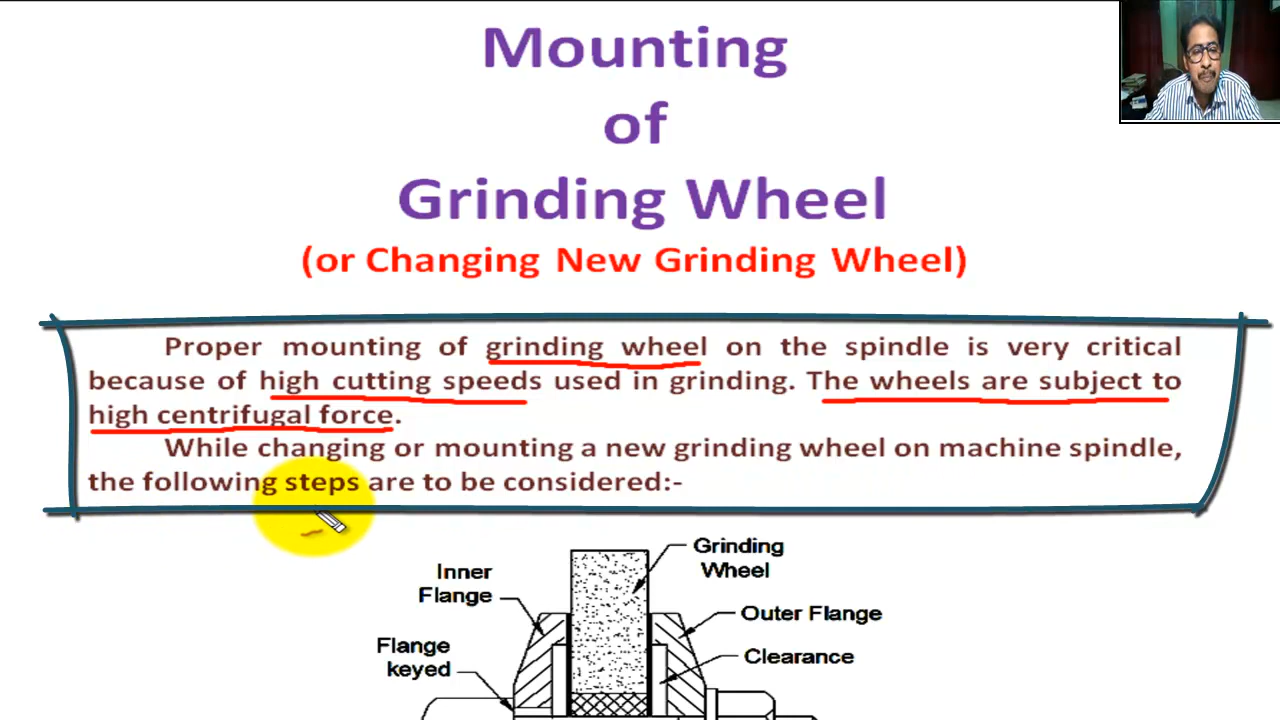 Mounting
of
Grinding Wheel
(or Changing New Grinding Wheel)
Proper mounting of grinding wheel on the spindle is very critical
because of high cutting speeds used in grinding. The wheels are subject to
high centrifugal force.
While changing or mounting a new grinding wheel on machine spindle,
the following steps are to be considered:-
Grinding
Wheel
Inner
Flange
Outer Flange
Flange
keyed
Clearance